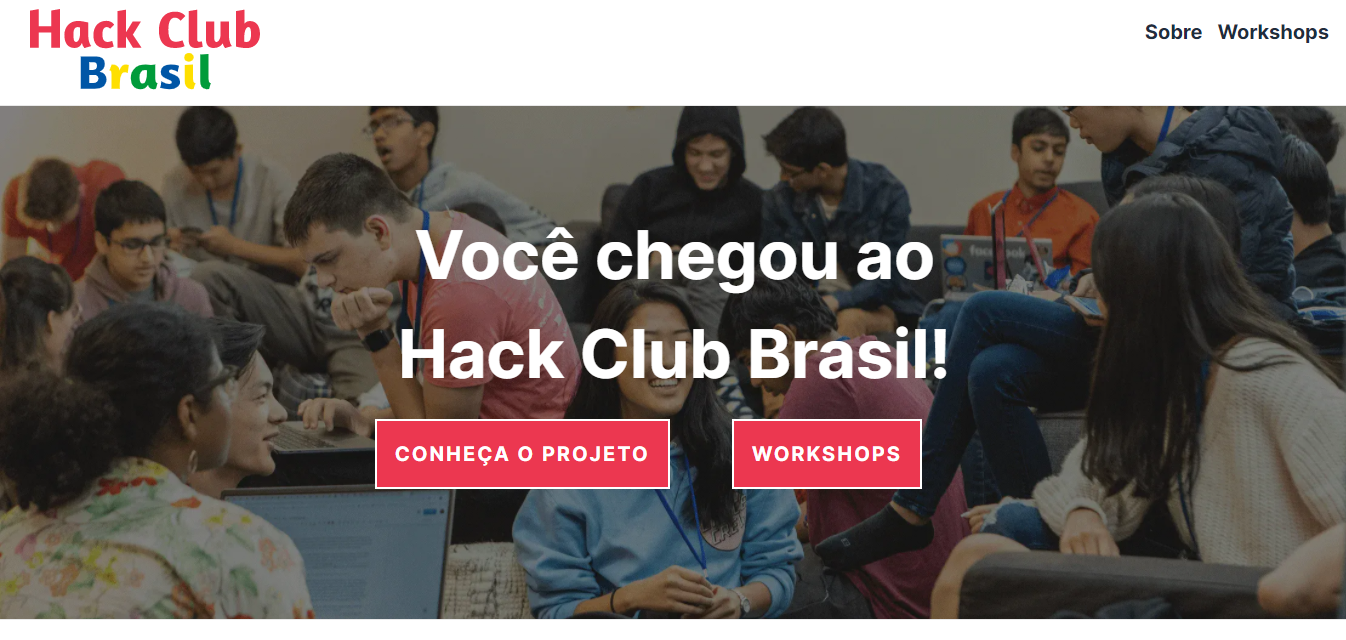 Hack Club
Brasil
Sobre Workshops
Você chegou ao
Hack Club Brasil!
CONHEÇA O PROJETO
WORKSHOPS